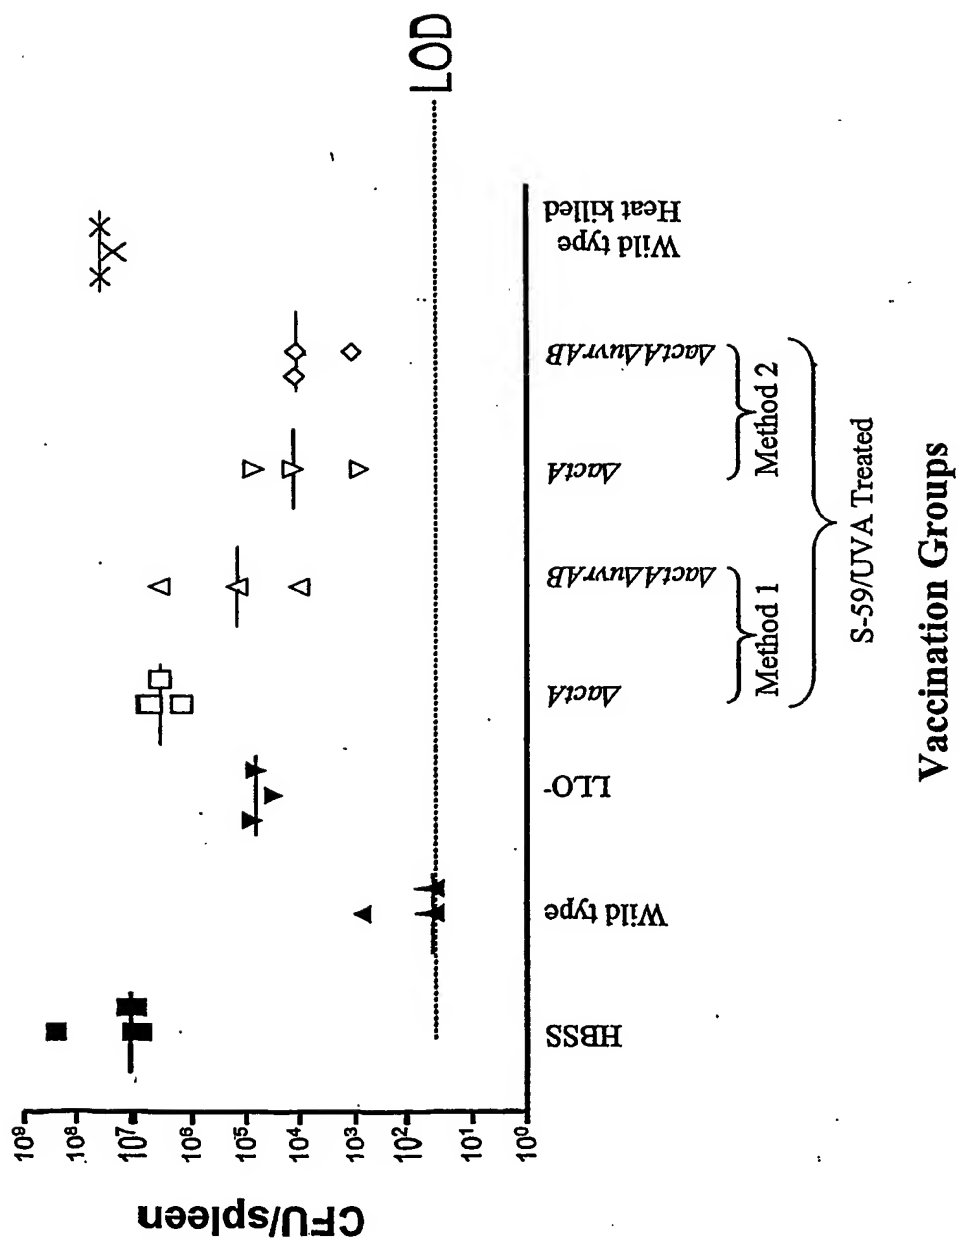 CFU/spleen
10⁹
10⁸
10⁷
10⁶
10⁵
10⁴
10³
10²
10¹
10⁰
LOD
HBSS
Wild type
LLO⁻
ΔactA
ΔactAΔuvrAB
ΔactA
ΔactAΔuvrAB
Wild type
Heat killed
Method 1
Method 2
S-59/UVA Treated
Vaccination Groups